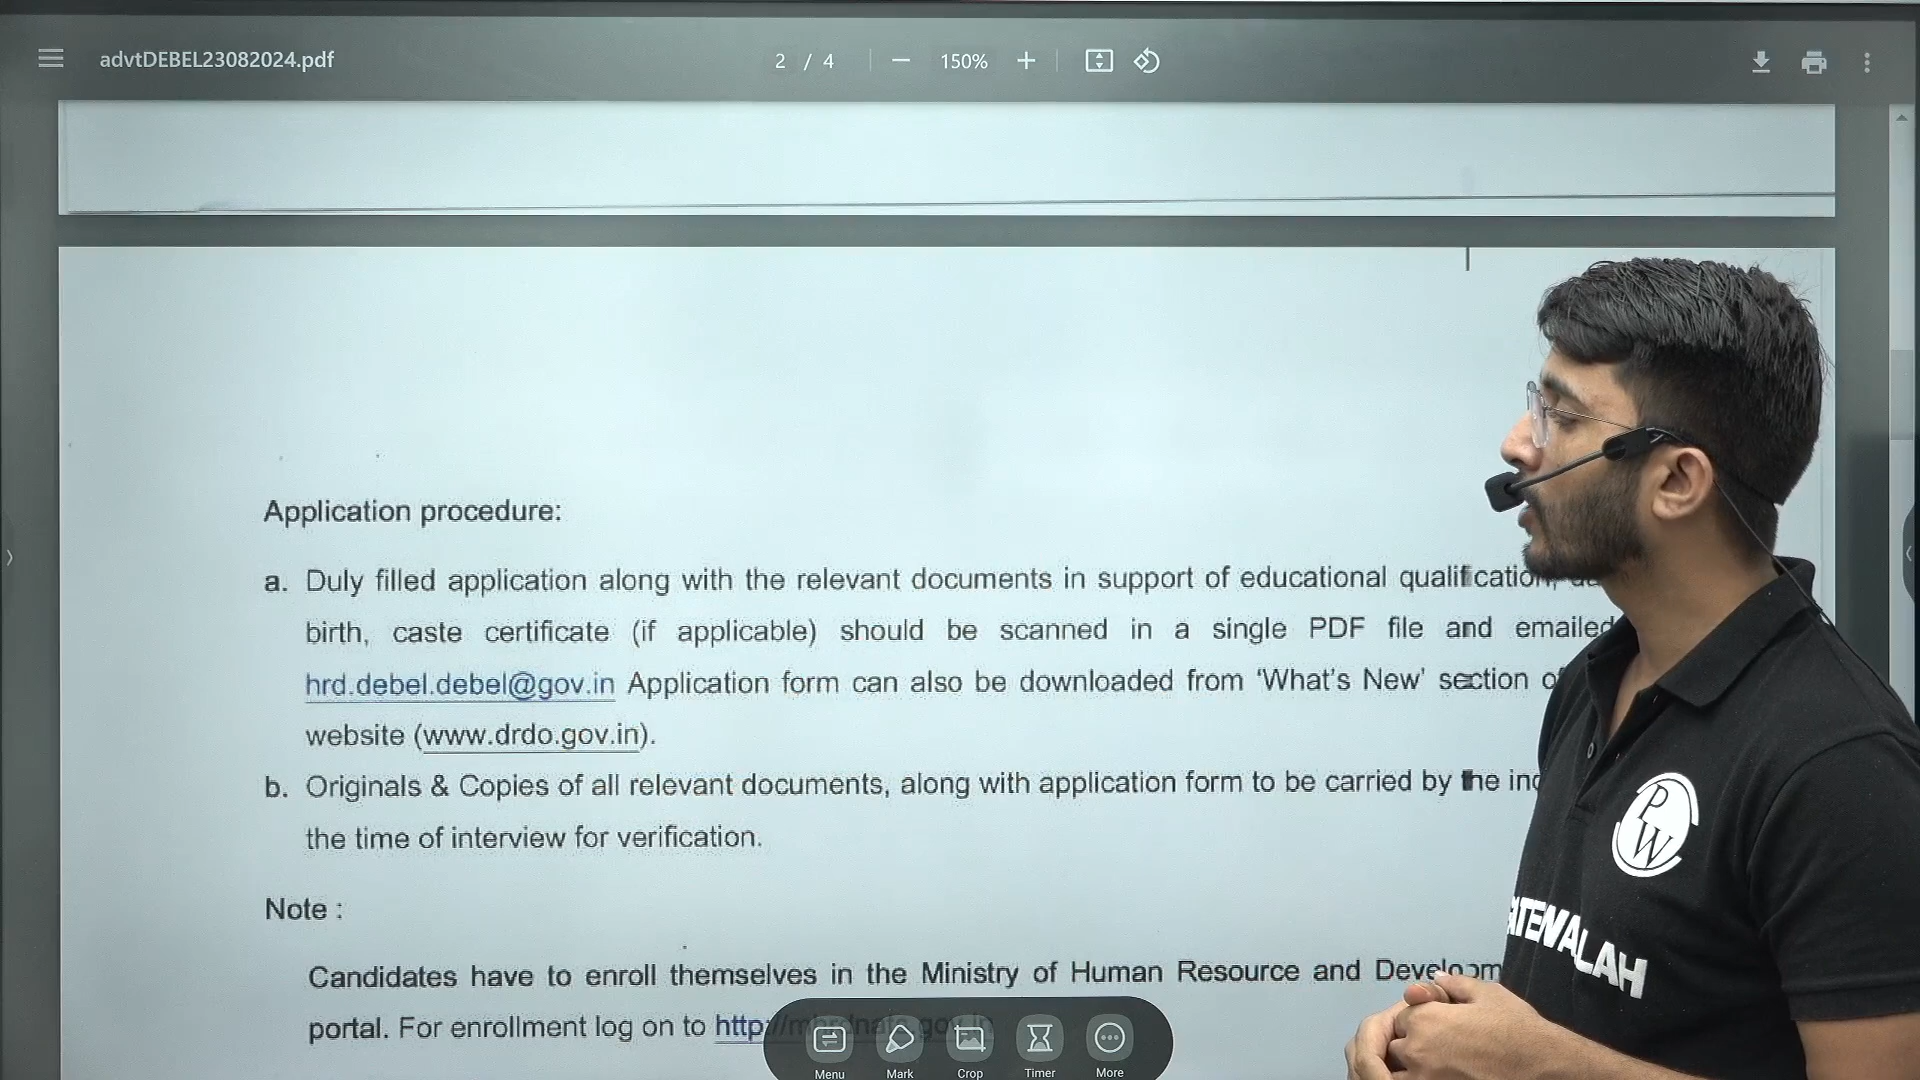 advtDEBEL23082024.pdf
2 / 4
150%
Application procedure:
a. Duly filled application along with the relevant documents in support of educational qualification,
birth, caste certificate (if applicable) should be scanned in a single PDF file and emailed
hrd.debel.debel@gov.in Application form can also be downloaded from ‘What's New’ section of
website (www.drdo.gov.in).
b. Originals & Copies of all relevant documents, along with application form to be carried by the
the time of interview for verification.
Note :
Candidates have to enroll themselves in the Ministry of Human Resource and
portal. For enrollment log on to http:
Menu Mark Crop Timer More
PW
ATEWALAH